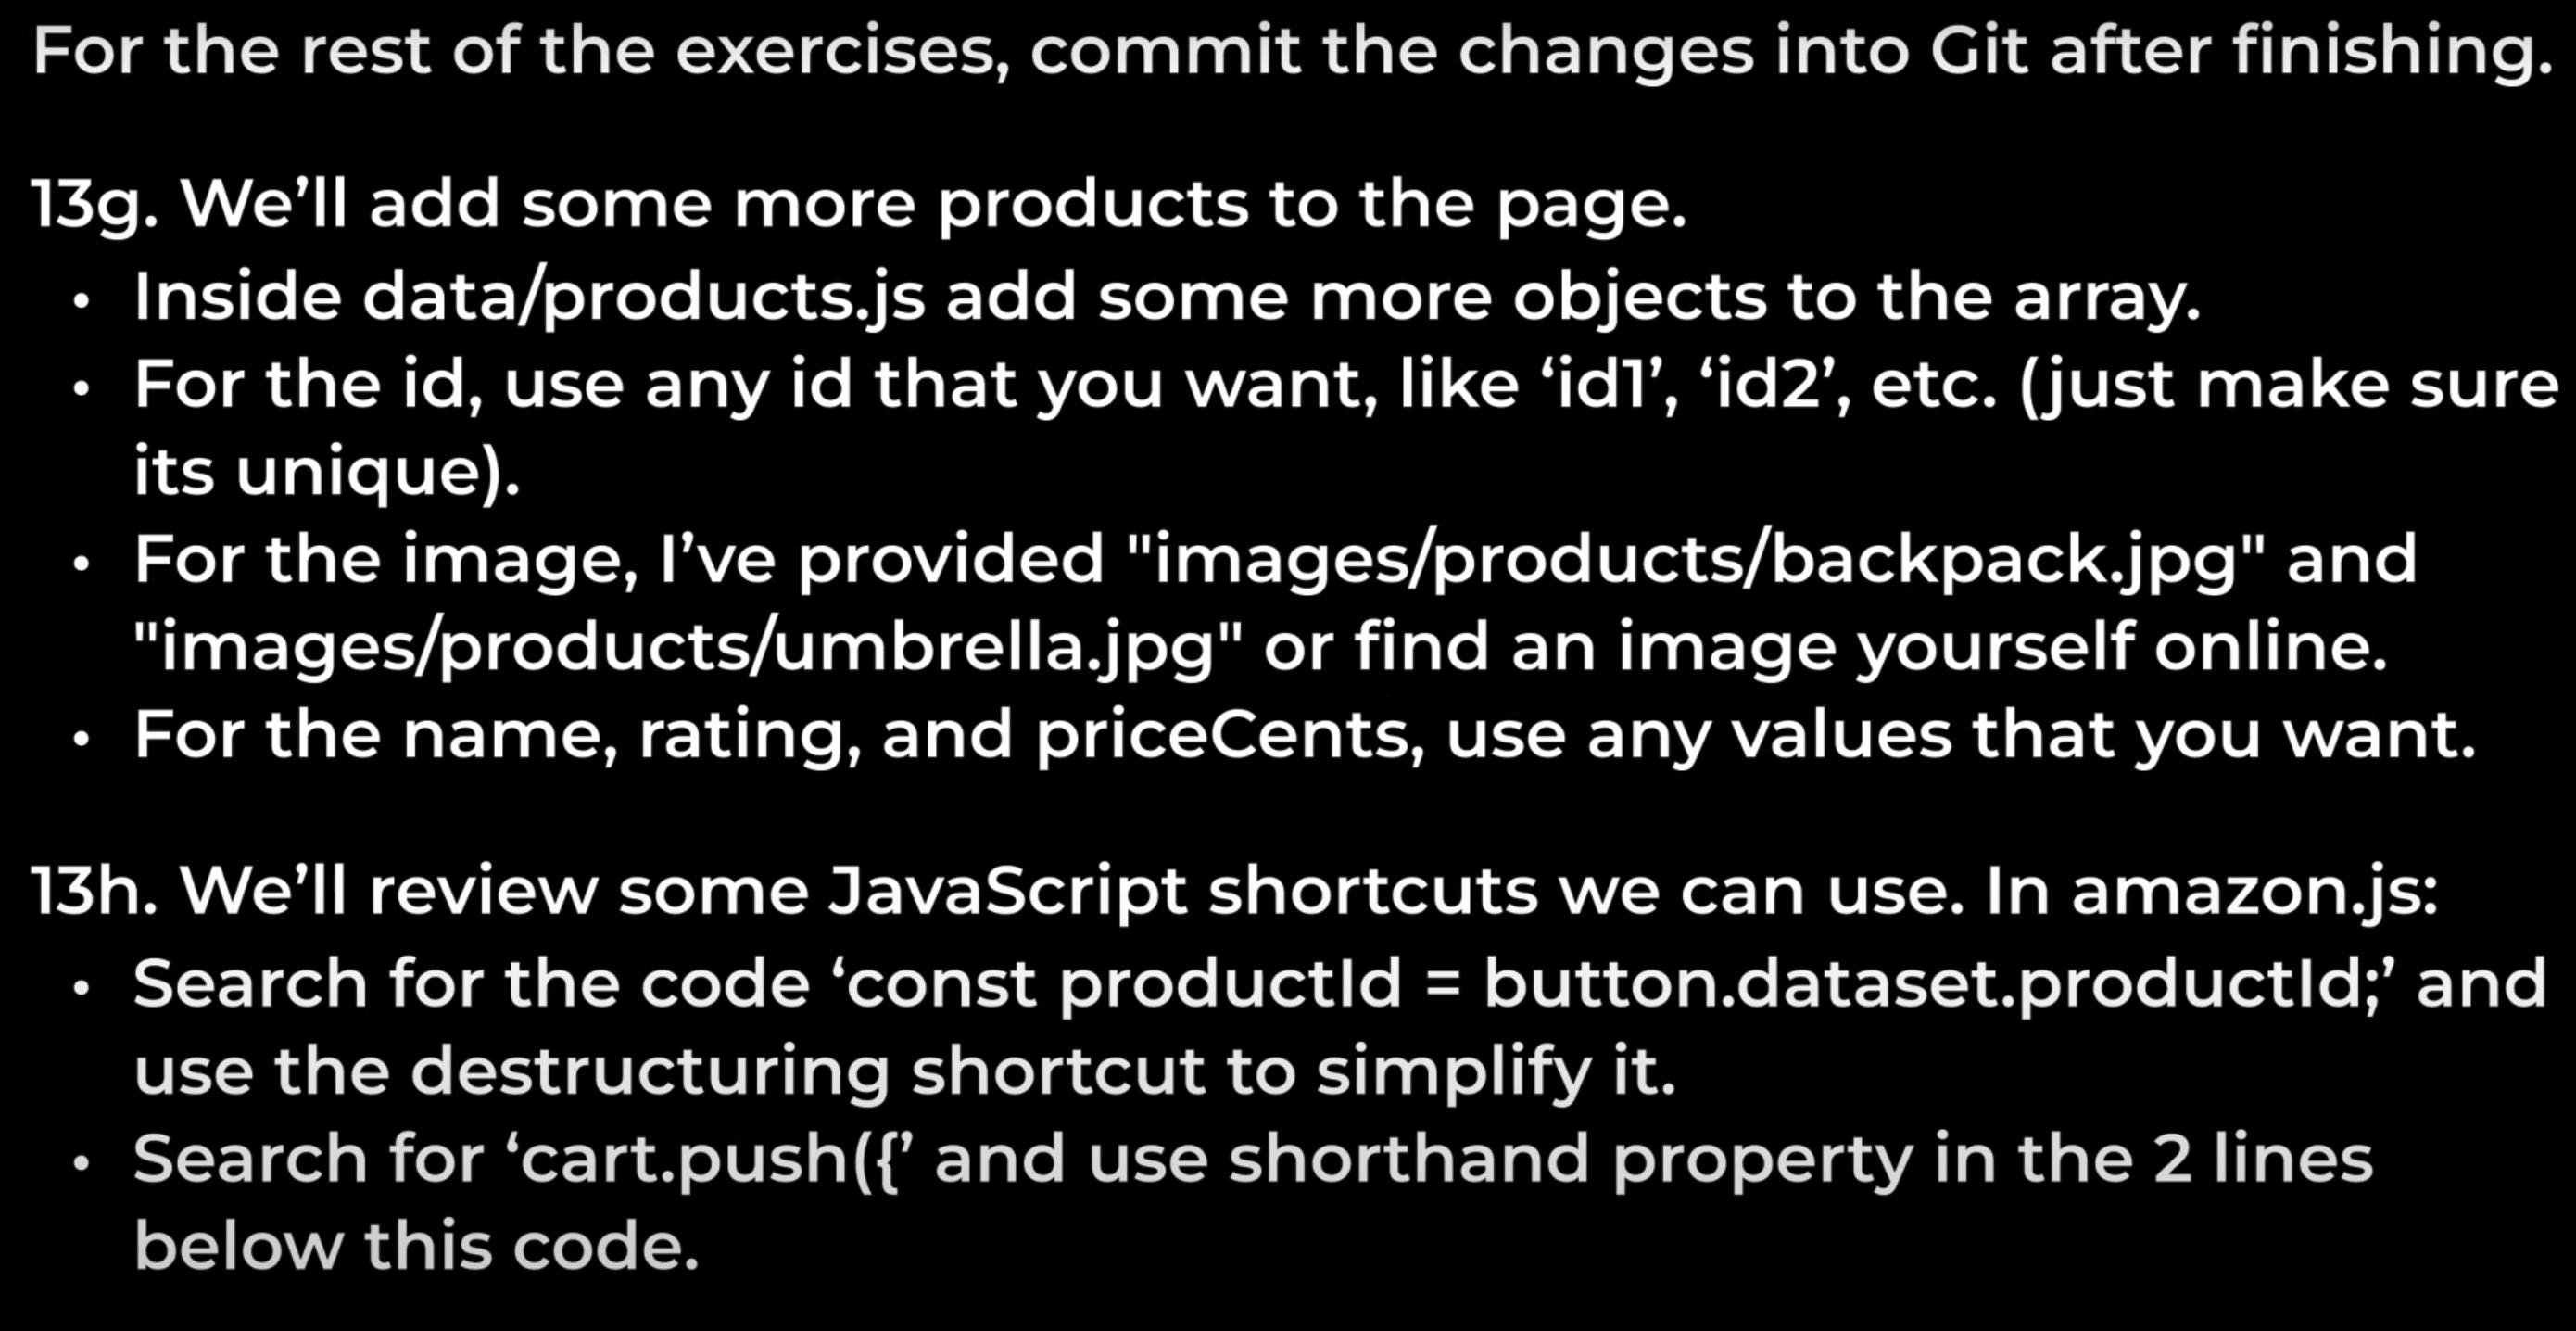 For the rest of the exercises, commit the changes into Git after finishing.
13g. We’ll add some more products to the page.
• Inside data/products.js add some more objects to the array.
• For the id, use any id that you want, like ‘id1’, ‘id2’, etc. (just make sure
its unique).
• For the image, I’ve provided "images/products/backpack.jpg" and
"images/products/umbrella.jpg" or find an image yourself online.
• For the name, rating, and priceCents, use any values that you want.
13h. We’ll review some JavaScript shortcuts we can use. In amazon.js:
• Search for the code ‘const productId = button.dataset.productId;’ and
use the destructuring shortcut to simplify it.
• Search for ‘cart.push({’ and use shorthand property in the 2 lines
below this code.